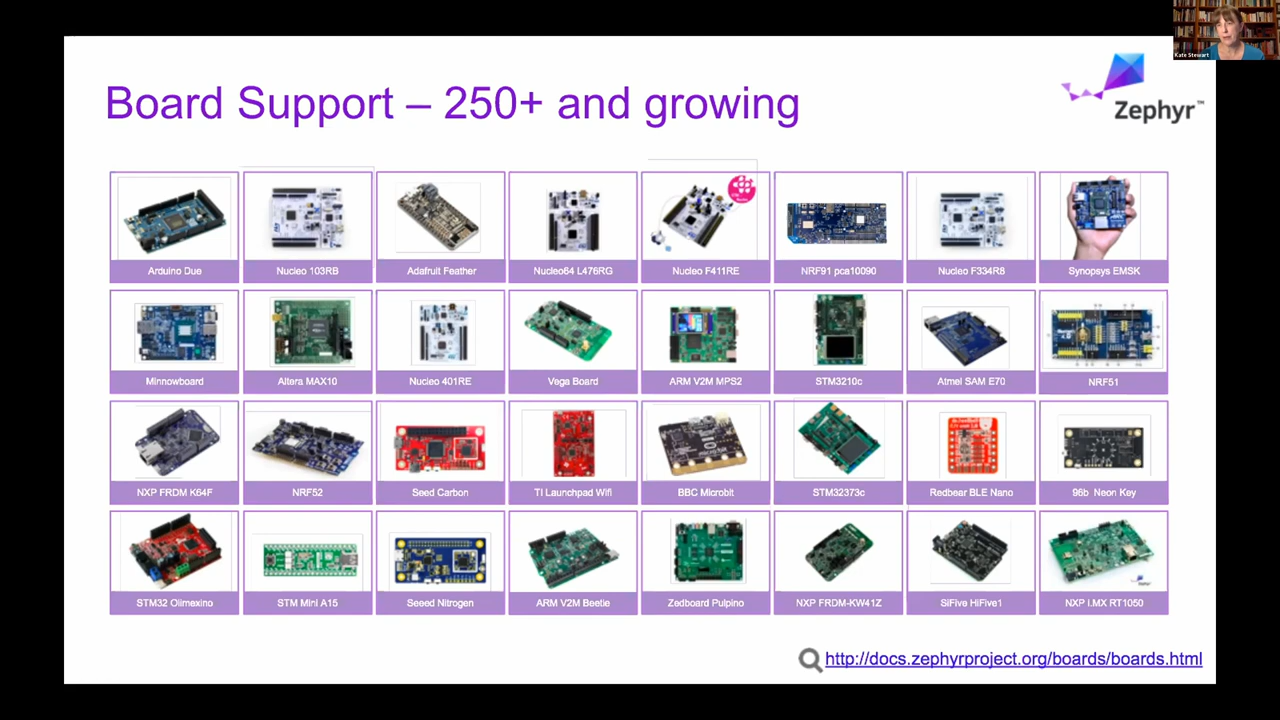 Kate Stewart
Board Support – 250+ and growing
Zephyr™
Arduino Due
Nucleo 103RB
Adafruit Feather
Nucleo64 L476RG
Nucleo F411RE
NRF91 pca10090
Nucleo F334R8
Synopsys EMSK
Minnowboard
Altera MAX10
Nucleo 401RE
Vega Board
ARM V2M MPS2
STM3210c
Atmel SAM E70
NRF51
NXP FRDM K64F
NRF52
Seed Carbon
TI Launchpad Wifi
BBC Microbit
STM32373c
Redbear BLE Nano
96b Neon Key
STM32 Olimexino
STM Mini A15
Seeed Nitrogen
ARM V2M Beetle
Zedboard Pulpino
NXP FRDM-KW41Z
SiFive HiFive1
Zephyr
NXP I.MX RT1050
http://docs.zephyrproject.org/boards/boards.html